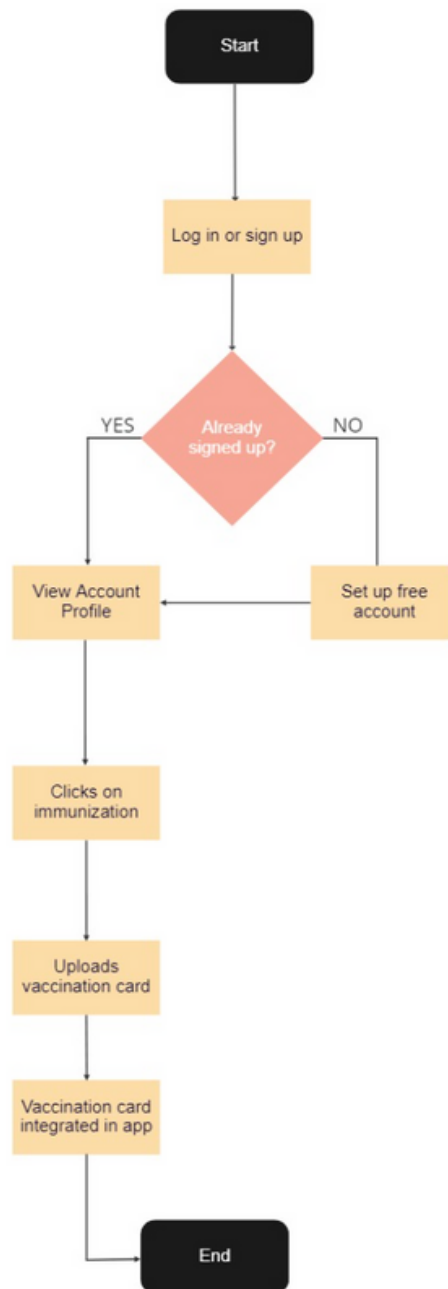 Start
Log in or sign up
YES
Already
signed up?
NO
View Account
Profile
Set up free
account
Clicks on
immunization
Uploads
vaccination card
Vaccination card
integrated in app
End